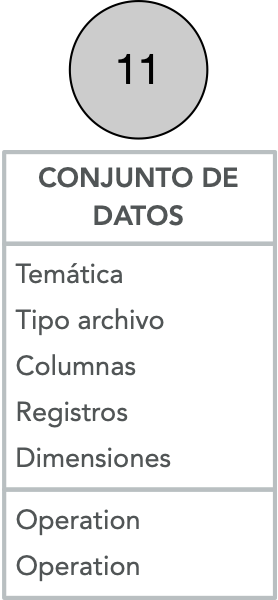 11
CONJUNTO DE
DATOS
Temática
Tipo archivo
Columnas
Registros
Dimensiones
Operation
Operation